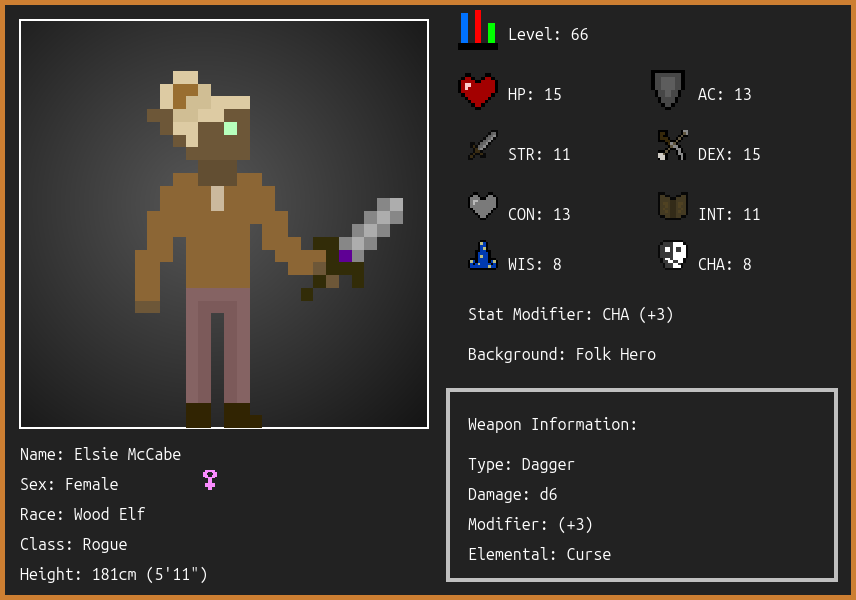 Level: 66
HP: 15
AC: 13
STR: 11
DEX: 15
CON: 13
INT: 11
WIS: 8
CHA: 8
Stat Modifier: CHA (+3)
Background: Folk Hero
Weapon Information:
Type: Dagger
Damage: d6
Modifier: (+3)
Elemental: Curse
Name: Elsie McCabe
Sex: Female
Race: Wood Elf
Class: Rogue
Height: 181cm (5'11")